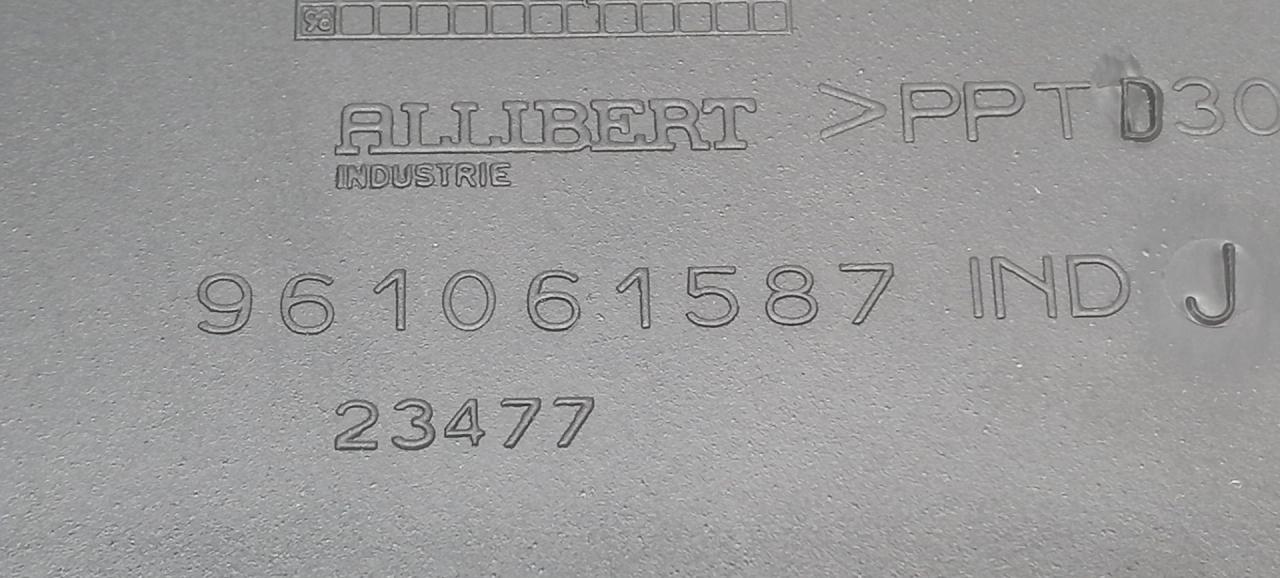 ALLIBERT >PPTD30
INDUSTRIE
961061587 IND J
23477